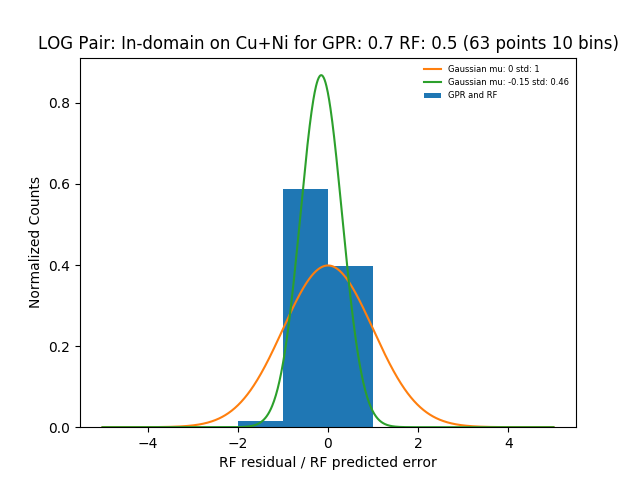 LOG Pair: In-domain on Cu+Ni for GPR: 0.7 RF: 0.5 (63 points 10 bins)
Gaussian mu: 0 std: 1
Gaussian mu: -0.15 std: 0.46
GPR and RF
Normalized Counts
0.8
0.6
0.4
0.2
0.0
−4 −2 0 2 4
RF residual / RF predicted error